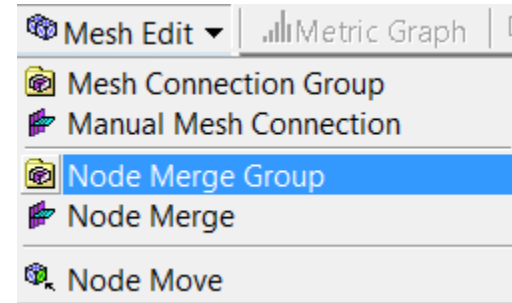 Mesh Edit Metric Graph
Mesh Connection Group
Manual Mesh Connection
Node Merge Group
Node Merge
Node Move